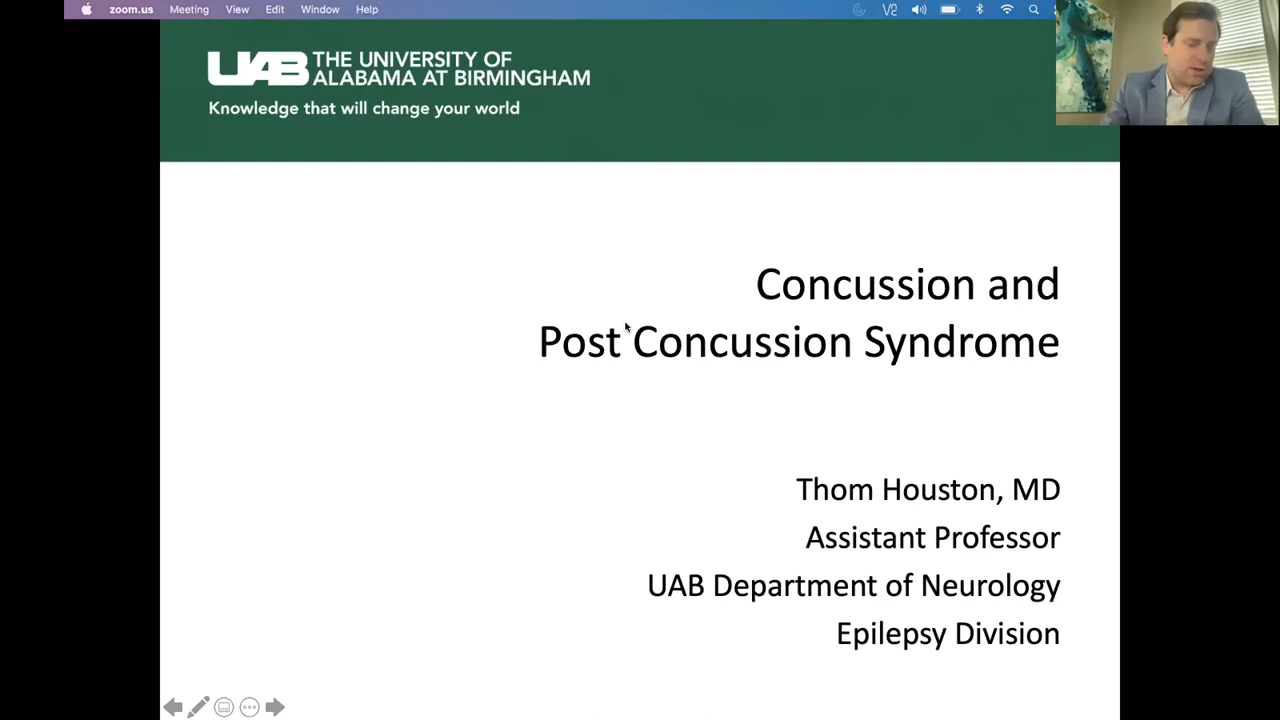 zoom.us Meeting View Edit Window Help
UAB THE UNIVERSITY OF
ALABAMA AT BIRMINGHAM
Knowledge that will change your world
Concussion and
Post Concussion Syndrome
Thom Houston, MD
Assistant Professor
UAB Department of Neurology
Epilepsy Division